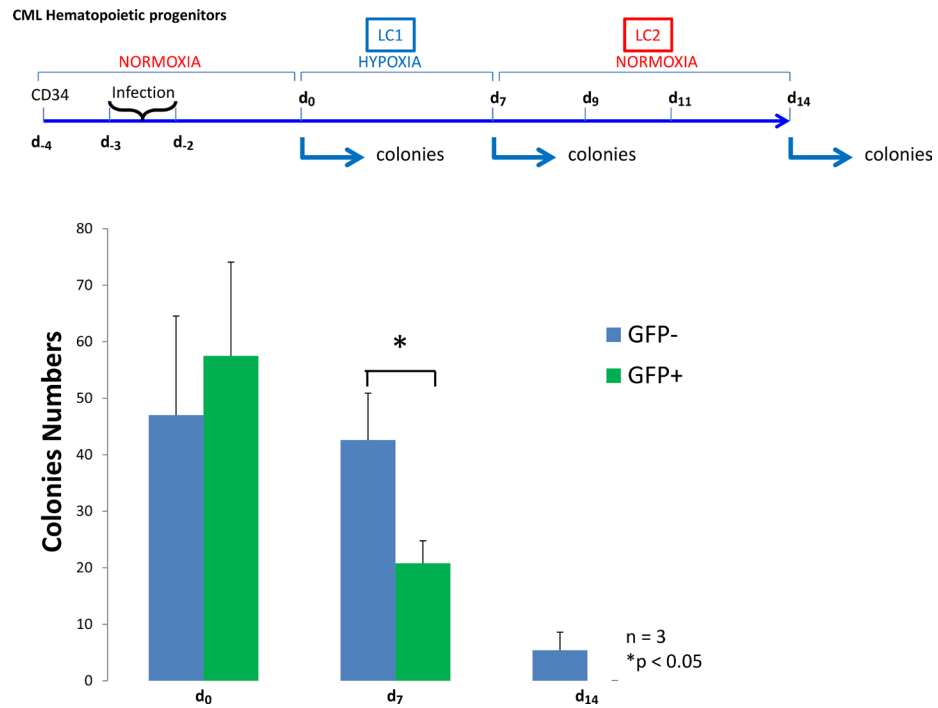 CML Hematopoietic progenitors
LC1
LC2
NORMOXIA
HYPOXIA
NORMOXIA
CD34
Infection
d0
d7
d9
d11
d14
d-4
d-3
d-2
colonies
colonies
colonies
Colonies Numbers
80
70
60
50
40
30
20
10
0
*
GFP-
GFP+
n = 3
*p < 0.05
d0
d7
d14